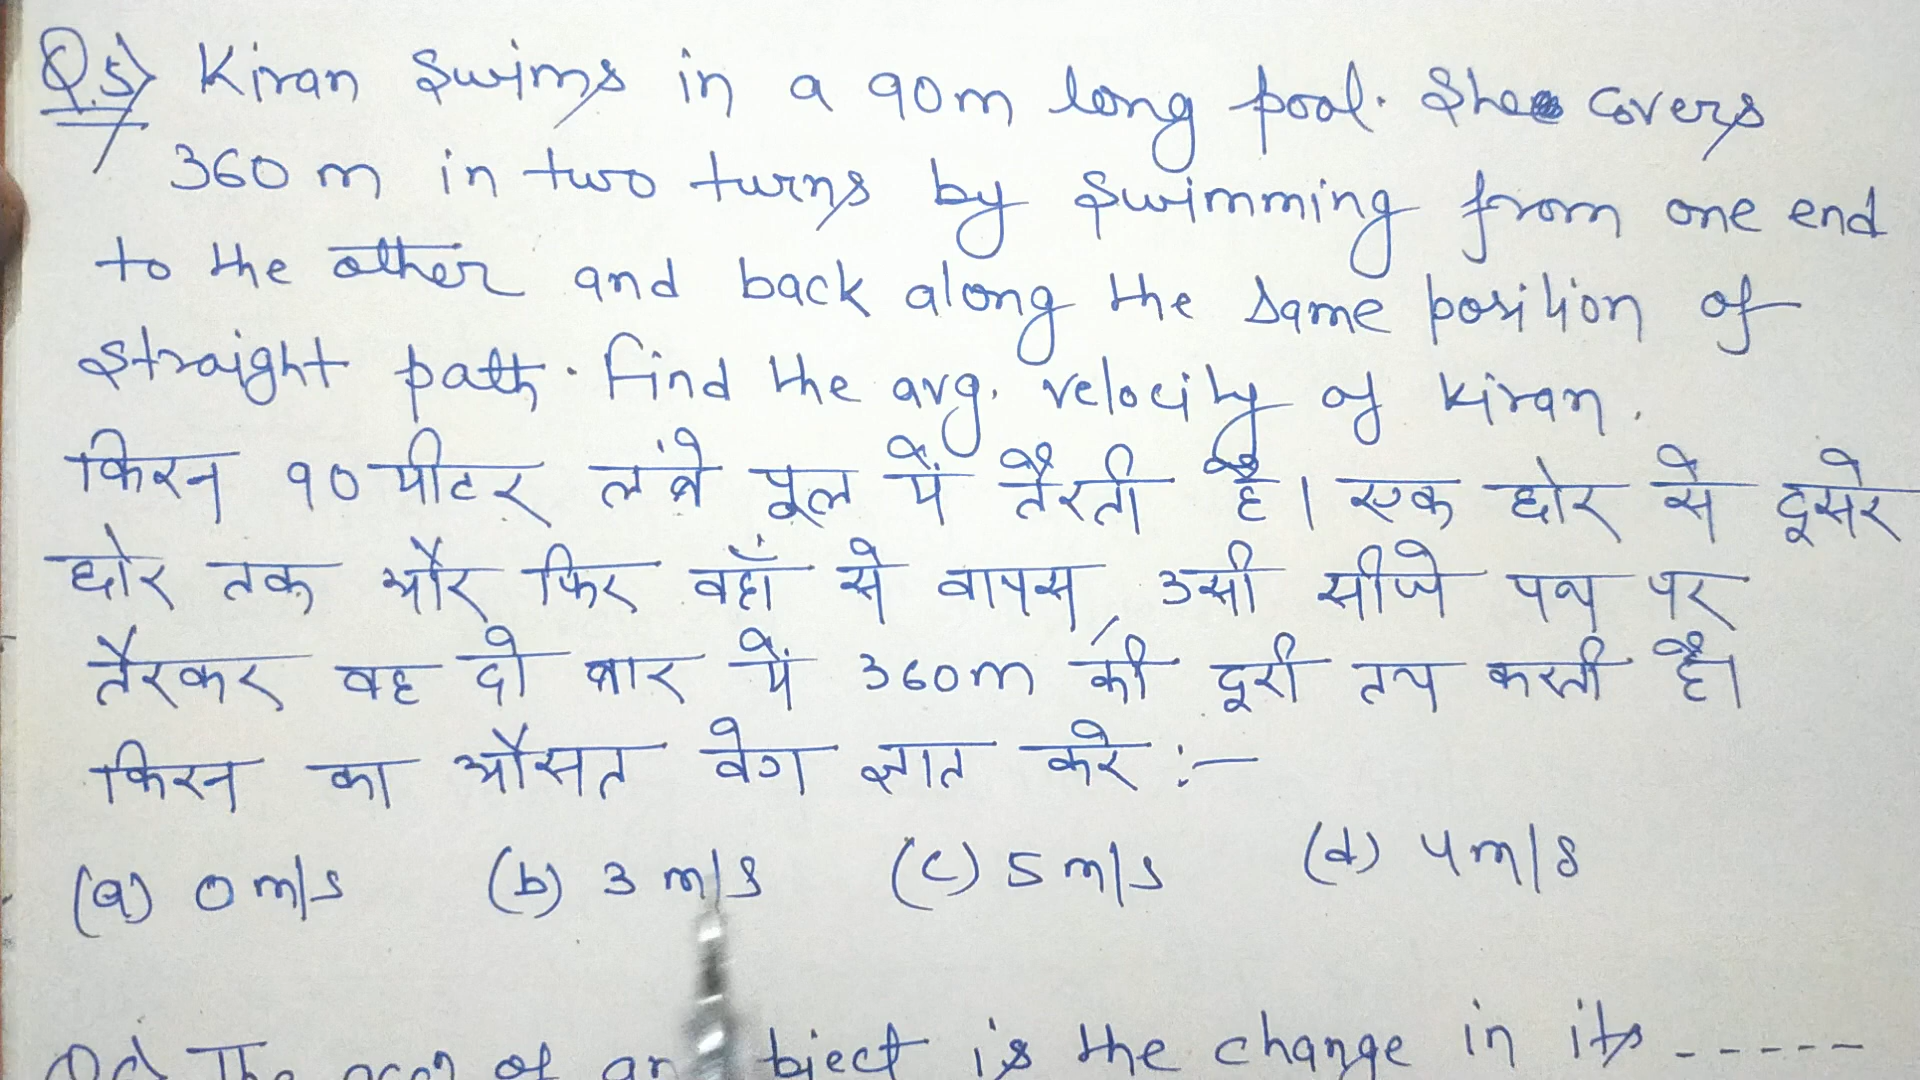 Q.5) Kiran swims in a 90m long pool. She covers
360 m in two turns by swimming from one end
to the other and back along the same position of
straight path. find the avg. velocity of kiran.
किरन 90 मीटर लंबे पूल में तैरती है। एक छोर से दूसरे
छोर तक और फिर वहाँ से वापस, उसी सीधे पथ पर
तैरकर वह दो बार में 360m की दूरी तय करती है।
किरन का औसत वेग ज्ञात करे :-
(a) 0 m/s (b) 3 m/s (c) 5 m/s (d) 4 m/s
of an bject is the change in its -----